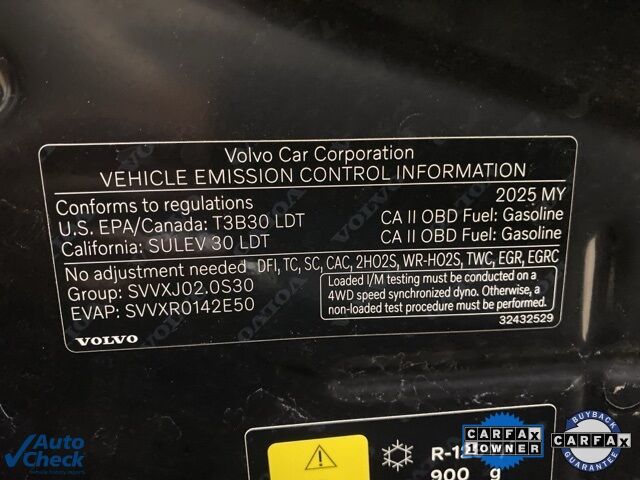 Volvo Car Corporation
VEHICLE EMISSION CONTROL INFORMATION
Conforms to regulations 2025 MY
U.S. EPA/Canada: T3B30 LDT CA II OBD Fuel: Gasoline
California: SULEV 30 LDT CA II OBD Fuel: Gasoline
No adjustment needed DFI, TC, SC, CAC, 2HO2S, WR-HO2S, TWC, EGR, EGRC
Group: SVVXJ02.0S30
EVAP: SVVXR0142E50
Loaded I/M testing must be conducted on a
4WD speed synchronized dyno. Otherwise, a
non-loaded test procedure must be performed.
32432529
VOLVO
900 g
Auto
Check
CARFAX
1 OWNER
BUYBACK
CARFAX
GUARANTEE